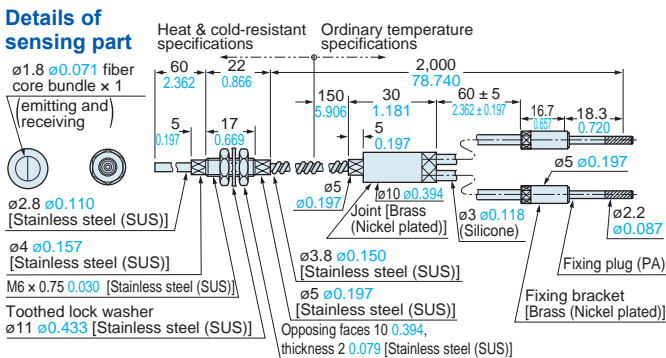 Details of
sensing part
Heat & cold-resistant
specifications
Ordinary temperature
specifications
ø1.8 ø0.071 fiber
core bundle × 1
(emitting and
receiving)
60
2.362
22
0.866
2,000
78.740
150
5.906
30
1.181
60 ± 5
2.362 ± 0.197
16.7
0.657
18.3
0.720
5
0.197
17
0.669
5
0.197
ø5 ø0.197
ø5
ø0.197
ø10 ø0.394
Joint [Brass
(Nickel plated)]
ø3 ø0.118
(Silicone)
ø2.2
ø0.087
ø2.8 ø0.110
[Stainless steel (SUS)]
ø4 ø0.157
[Stainless steel (SUS)]
M6 × 0.75 0.030 [Stainless steel (SUS)]
Toothed lock washer
ø11 ø0.433 [Stainless steel (SUS)]
ø3.8 ø0.150
[Stainless steel (SUS)]
ø5 ø0.197
[Stainless steel (SUS)]
Opposing faces 10 0.394,
thickness 2 0.079 [Stainless steel (SUS)]
Fixing plug (PA)
Fixing bracket
[Brass (Nickel plated)]